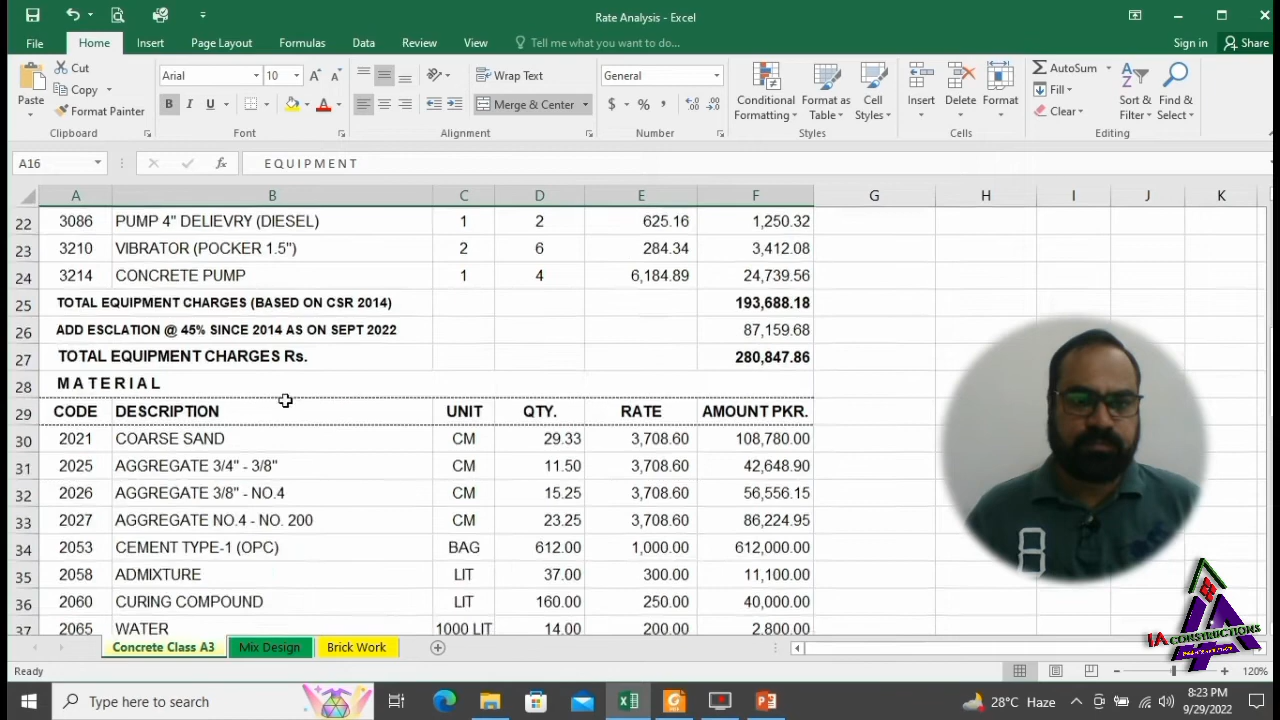 Rate Analysis - Excel
File Home Insert Page Layout Formulas Data Review View Tell me what you want to do... Sign in Share
Cut
Copy
Format Painter
Paste
Clipboard
Arial 10
B I U
Font
Wrap Text
Merge & Center
Alignment
General
$ %
Number
Conditional Formatting
Format as Table
Cell Styles
Styles
Insert Delete Format
Cells
AutoSum
Fill
Clear
Sort & Filter
Find & Select
Editing
A16 fx EQUIPMENT
A B C D E F G H I J K
22 3086 PUMP 4" DELIEVRY (DIESEL) 1 2 625.16 1,250.32
23 3210 VIBRATOR (POCKER 1.5") 2 6 284.34 3,412.08
24 3214 CONCRETE PUMP 1 4 6,184.89 24,739.56
25 TOTAL EQUIPMENT CHARGES (BASED ON CSR 2014) 193,688.18
26 ADD ESCLATION @ 45% SINCE 2014 AS ON SEPT 2022 87,159.68
27 TOTAL EQUIPMENT CHARGES Rs. 280,847.86
28 MATERIAL
29 CODE DESCRIPTION UNIT QTY. RATE AMOUNT PKR.
30 2021 COARSE SAND CM 29.33 3,708.60 108,780.00
31 2025 AGGREGATE 3/4" - 3/8" CM 11.50 3,708.60 42,648.90
32 2026 AGGREGATE 3/8" - NO.4 CM 15.25 3,708.60 56,556.15
33 2027 AGGREGATE NO.4 - NO. 200 CM 23.25 3,708.60 86,224.95
34 2053 CEMENT TYPE-1 (OPC) BAG 612.00 1,000.00 612,000.00
35 2058 ADMIXTURE LIT 37.00 300.00 11,100.00
36 2060 CURING COMPOUND LIT 160.00 250.00 40,000.00
37 2065 WATER 1000 LIT 14.00 200.00 2,800.00
IA CONSTRUCTIONS
Concrete Class A3 Mix Design Brick Work
Ready 120%
Type here to search
28°C Haze
8:23 PM
9/29/2022